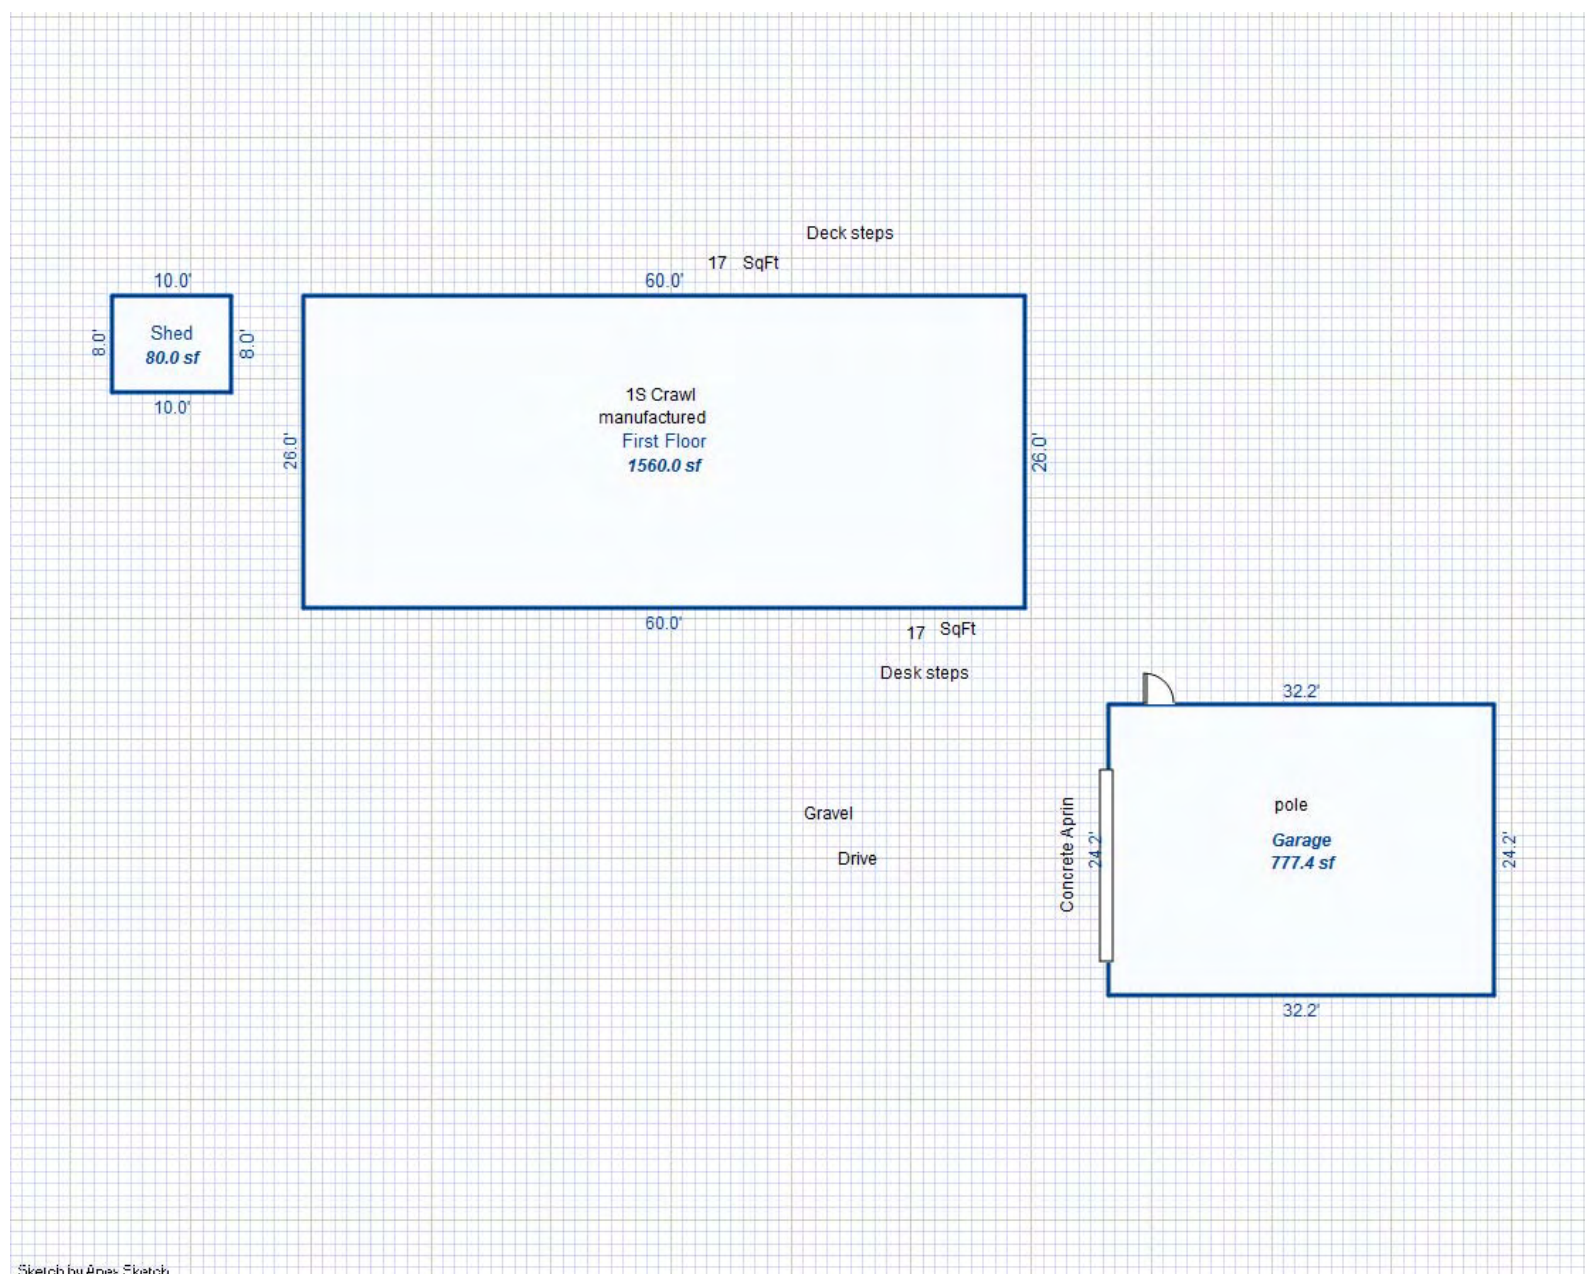 Deck steps
17 SqFt
10.0'
60.0'
8.0'
Shed
80.0 sf
8.0'
10.0'
1S Crawl
manufactured
First Floor
1560.0 sf
26.0'
26.0'
60.0'
17 SqFt
Desk steps
32.2'
Gravel
Drive
Concrete Aprin
24.2'
pole
Garage
777.4 sf
24.2'
32.2'
Sketch by Apex Sketch